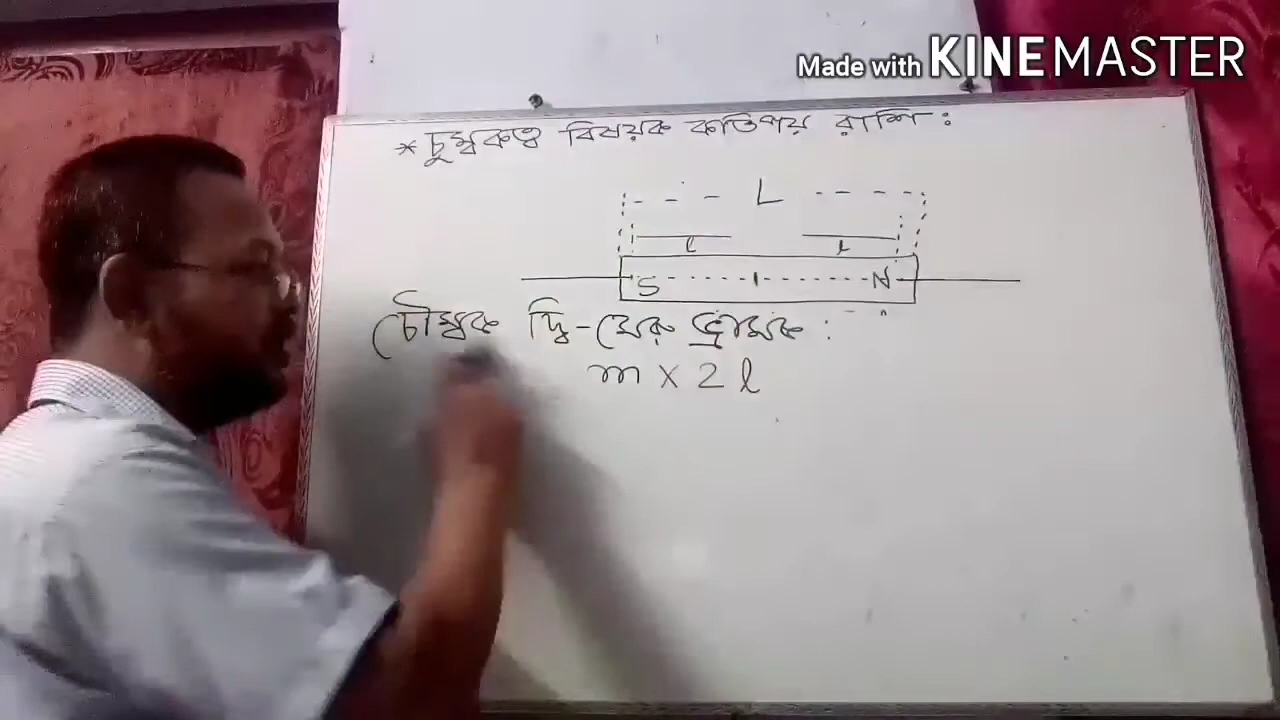 Made with KINEMASTER
* চুম্বকত্ব বিষয়ক কতিপয় রাশি :
L
l l
S N
চৌম্বক দ্বি-মেরু ভ্রামক :
m x 2 l